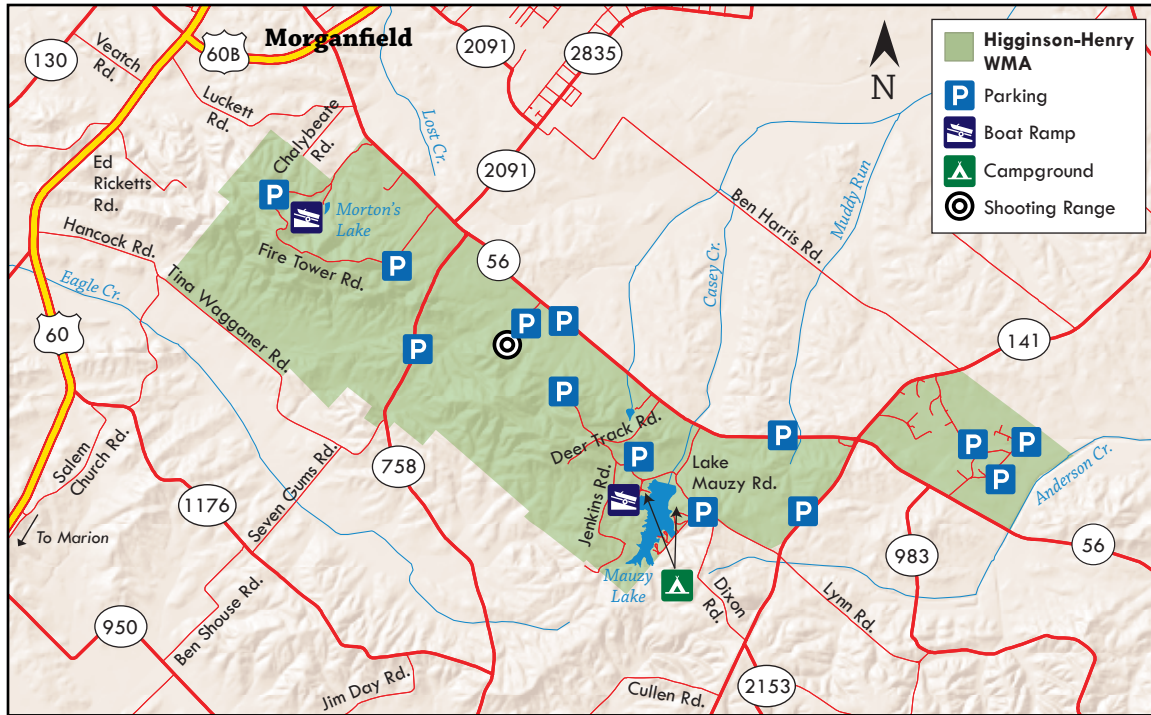 Morganfield
60B
130
Veatch
Rd.
2091
2835
N
Higginson-Henry
WMA
P Parking
Boat Ramp
Campground
Shooting Range
Luckett
Rd.
Chalybeate
Rd.
Lost Cr.
2091
Ed
Ricketts
Rd.
P
Morton's
Lake
Hancock Rd.
Fire Tower Rd.
P
56
Ben Harris Rd.
Muddy Run
Casey Cr.
Eagle Cr.
Tina Wagganer Rd.
60
P
P
P
141
P
Deer Track Rd.
P
Lake
Mauzy Rd.
P
P
P
P
Anderson Cr.
Salem
Church Rd.
758
1176
Seven Gums Rd.
Jenkins Rd.
P
P
To Marion
Mauzy
Lake
Dixon
Rd.
Lynn Rd.
983
56
950
Ben Shouse Rd.
Jim Day Rd.
Cullen Rd.
2153